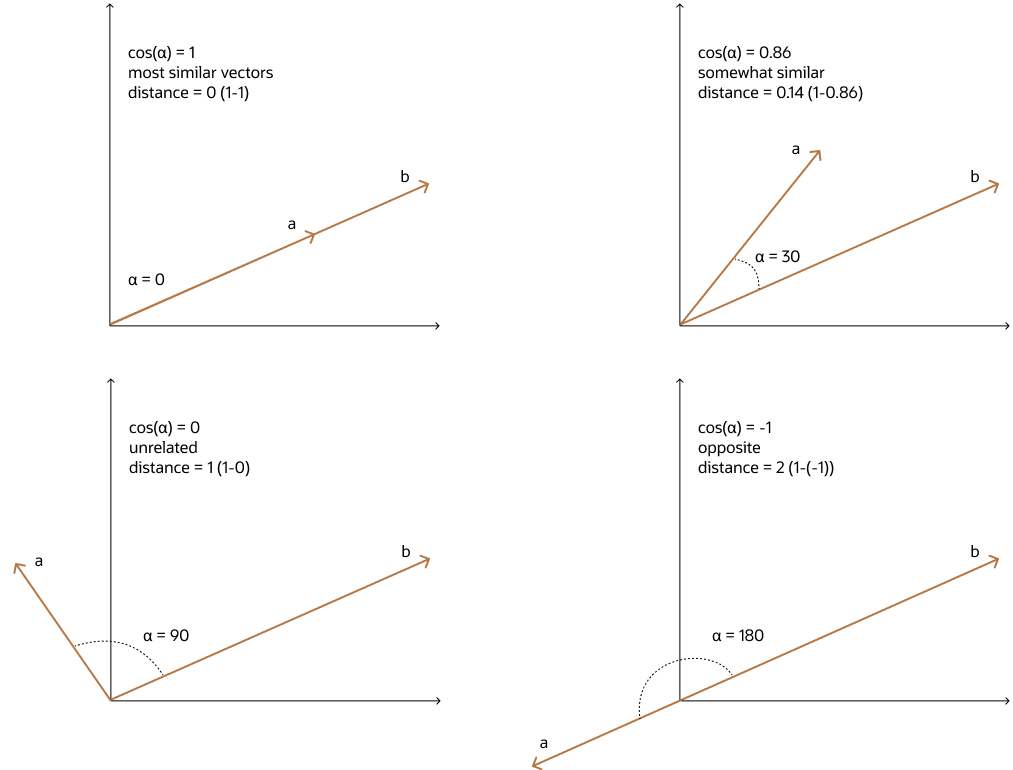 cos(α) = 1
most similar vectors
distance = 0 (1-1)
b
a
α = 0
cos(α) = 0.86
somewhat similar
distance = 0.14 (1-0.86)
a
b
α = 30
cos(α) = 0
unrelated
distance = 1 (1-0)
b
a
α = 90
cos(α) = -1
opposite
distance = 2 (1-(-1))
b
α = 180
a